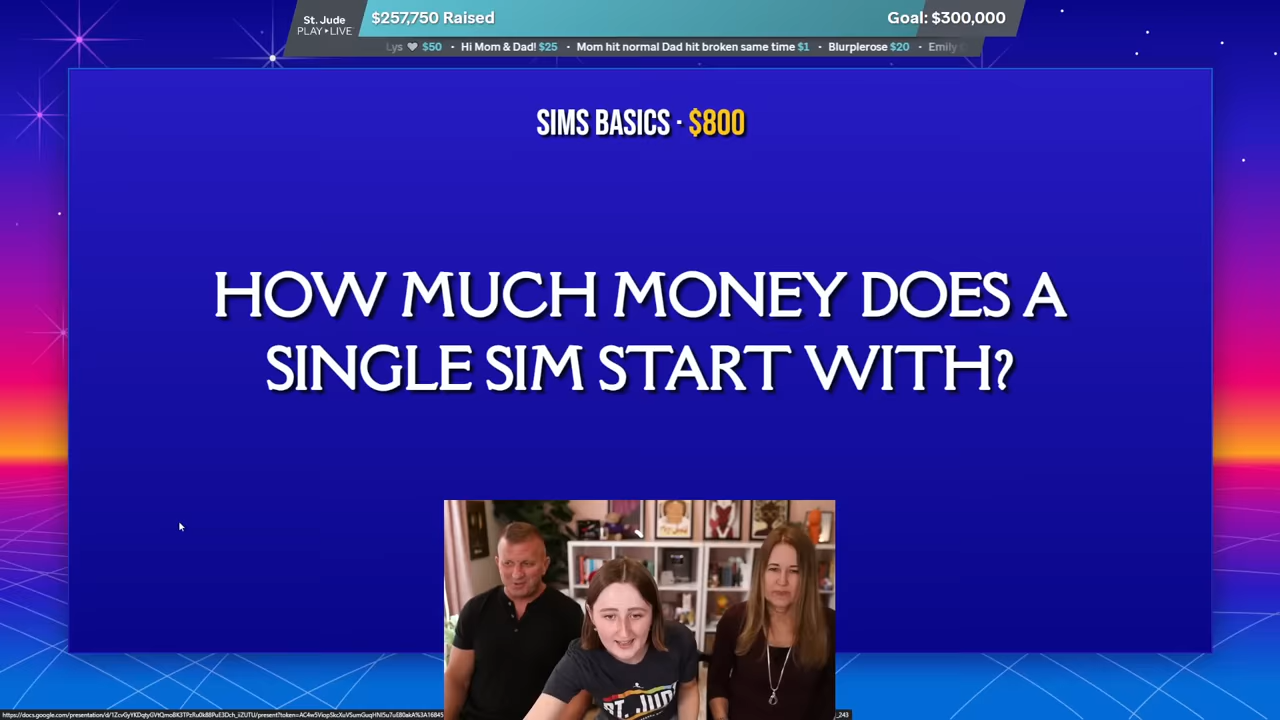 St. Jude
PLAY LIVE
$257,750 Raised
Goal: $300,000
Lys $50 · Hi Mom & Dad! $25 · Mom hit normal Dad hit broken same time $1 · Blurplerose $20 · Emily
SIMS BASICS · $800
HOW MUCH MONEY DOES A
SINGLE SIM START WITH?
ST. JUDE